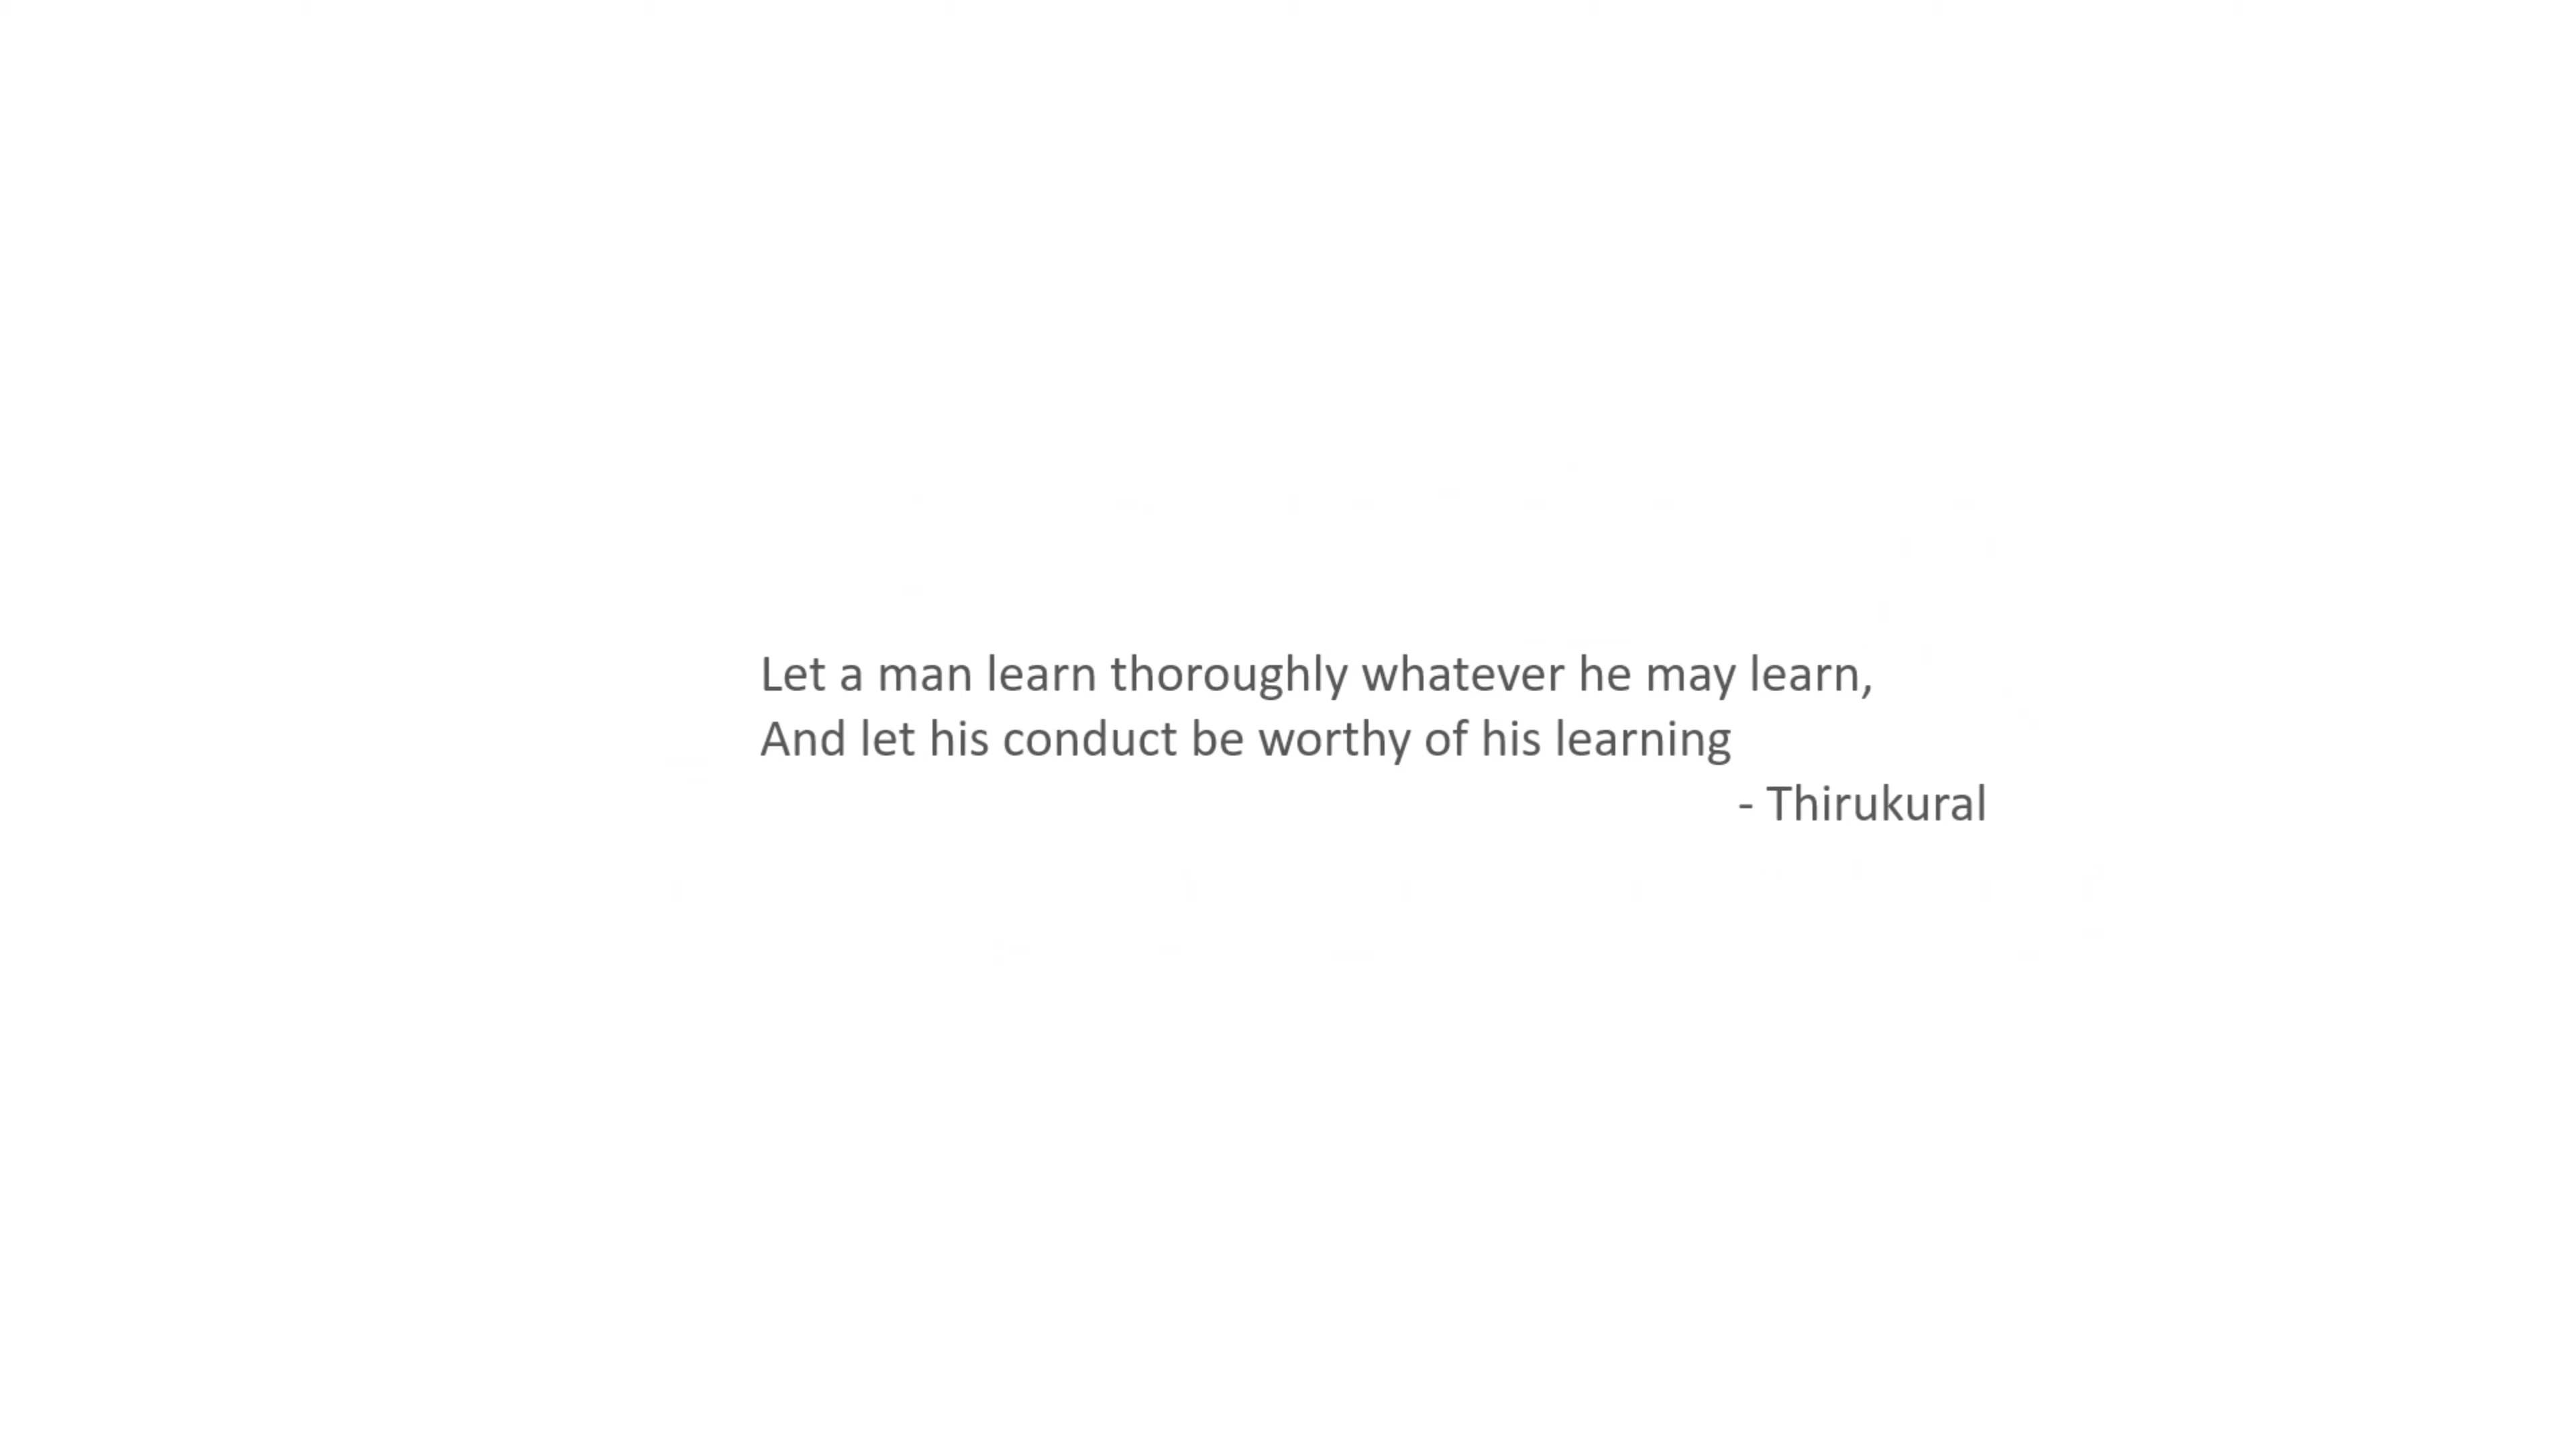 Let a man learn thoroughly whatever he may learn,
And let his conduct be worthy of his learning
- Thirukural